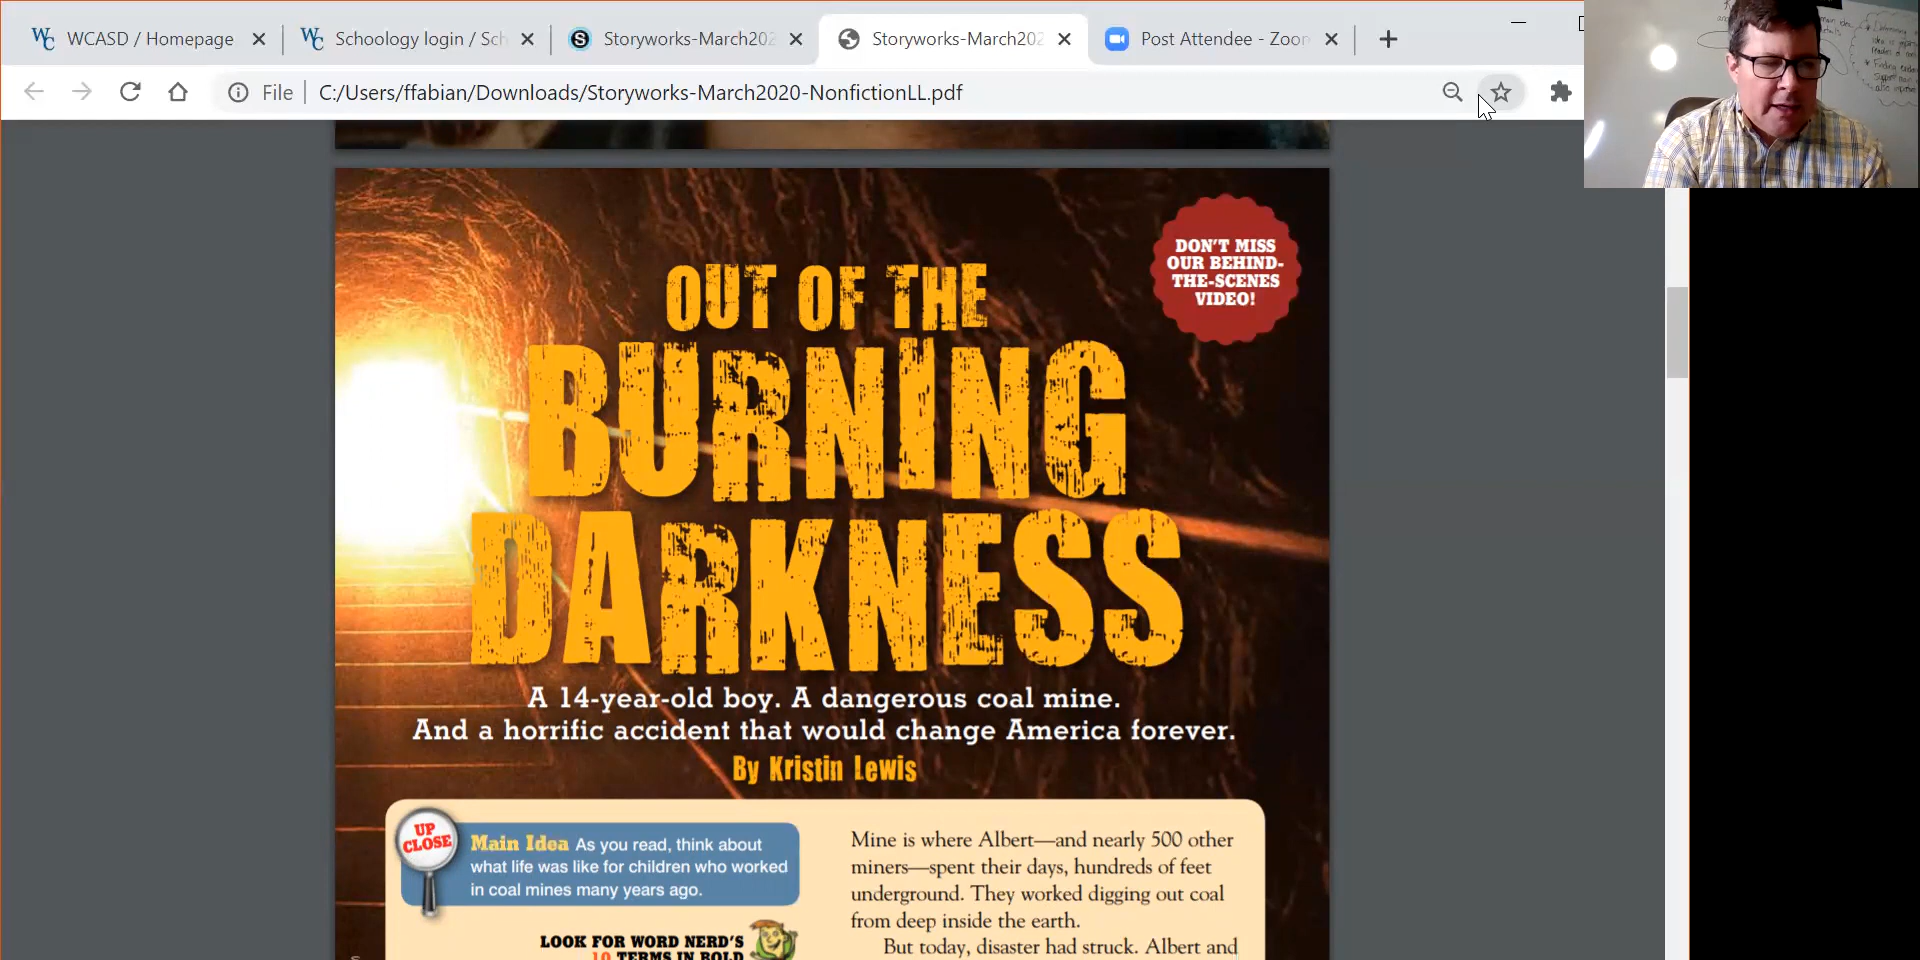 WCASD / Homepage
Schoology login / Sch
Storyworks-March202
Storyworks-March202
Post Attendee - Zoom
File
C:/Users/ffabian/Downloads/Storyworks-March2020-NonfictionLL.pdf
DON'T MISS
OUR BEHIND-
THE-SCENES
VIDEO!
OUT OF THE
BURNING
DARKNESS
A 14-year-old boy. A dangerous coal mine.
And a horrific accident that would change America forever.
By Kristin Lewis
UP
CLOSE
Main Idea As you read, think about
what life was like for children who worked
in coal mines many years ago.
LOOK FOR WORD NERD'S
10 TERMS IN BOLD
Mine is where Albert—and nearly 500 other
miners—spent their days, hundreds of feet
underground. They worked digging out coal
from deep inside the earth.
But today, disaster had struck. Albert and